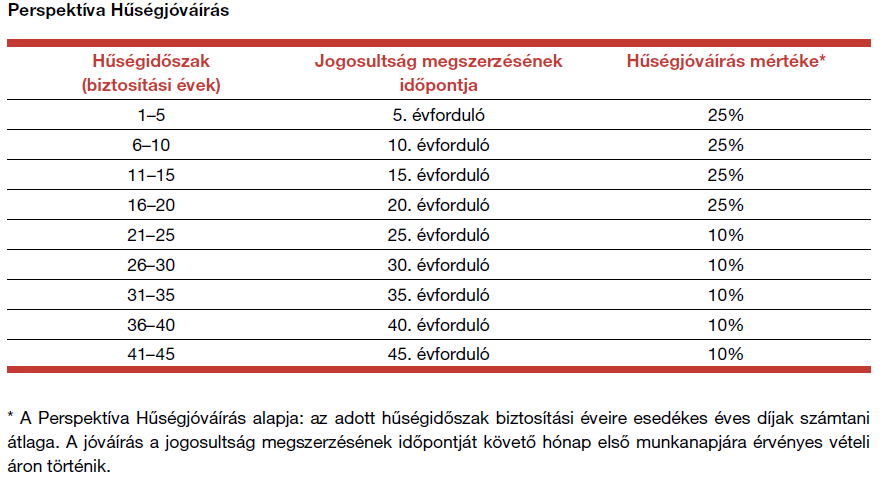 Perspektíva Hűségjóváírás
Hűségidőszak (biztosítási évek) Jogosultság megszerzésének időpontja Hűségjóváírás mértéke*
1–5 5. évforduló 25%
6–10 10. évforduló 25%
11–15 15. évforduló 25%
16–20 20. évforduló 25%
21–25 25. évforduló 10%
26–30 30. évforduló 10%
31–35 35. évforduló 10%
36–40 40. évforduló 10%
41–45 45. évforduló 10%
* A Perspektíva Hűségjóváírás alapja: az adott hűségidőszak biztosítási éveire esedékes éves díjak számtani
átlaga. A jóváírás a jogosultság megszerzésének időpontját követő hónap első munkanapjára érvényes vételi
áron történik.